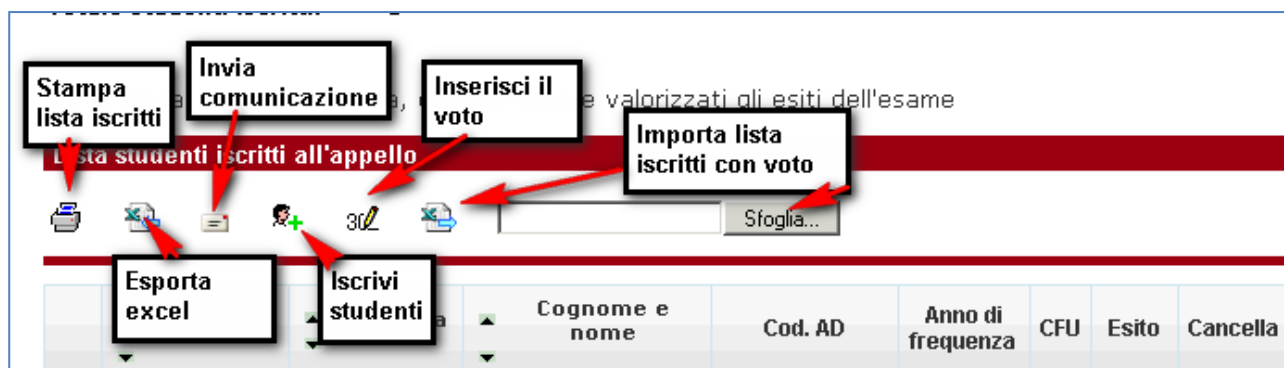 Stampa
lista iscritti
Invia
comunicazione
Inserisci il
voto
e valorizzati gli esiti dell'esame
Importa lista
iscritti con voto
Lista studenti iscritti all'appello
30
Sfoglia...
Esporta
excel
Iscrivi
studenti
Cognome e
nome
Cod. AD
Anno di
frequenza
CFU
Esito
Cancella